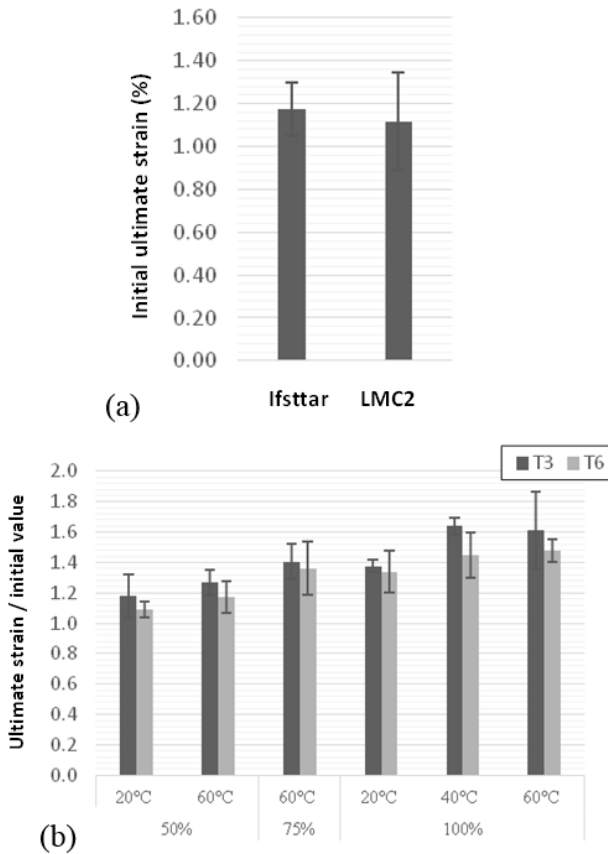 Initial ultimate strain (%)
1.60
1.40
1.20
1.00
0.80
0.60
0.40
0.20
0.00
Ifsttar LMC2
(a)
T3 T6
Ultimate strain / initial value
2.0
1.8
1.6
1.4
1.2
1.0
0.8
0.6
0.4
0.2
0.0
20°C 60°C 60°C 20°C 40°C 60°C
50% 75% 100%
(b)